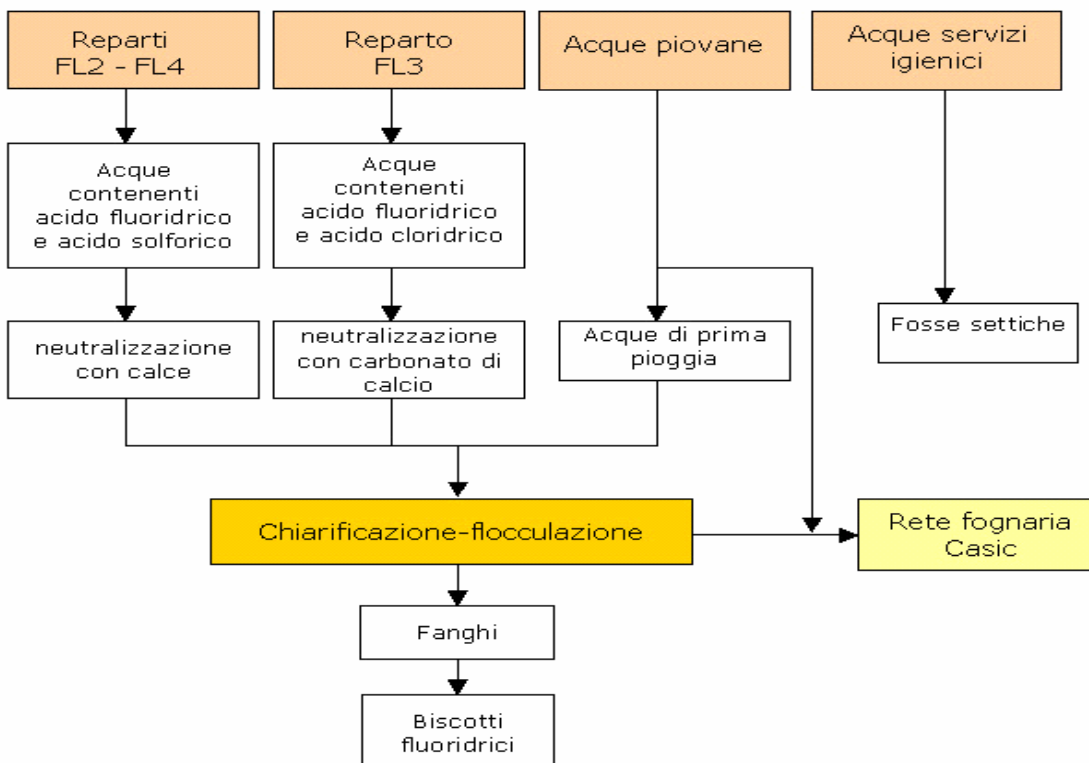 Reparti
FL2 - FL4
Reparto
FL3
Acque piovane
Acque servizi
igienici
Acque
contenenti
acido fluoridrico
e acido solforico
Acque
contenenti
acido fluoridrico
e acido cloridrico
neutralizzazione
con calce
neutralizzazione
con carbonato di
calcio
Acque di prima
pioggia
Fosse settiche
Chiarificazione-flocculazione
Rete fognaria
Casic
Fanghi
Biscotti
fluoridrici